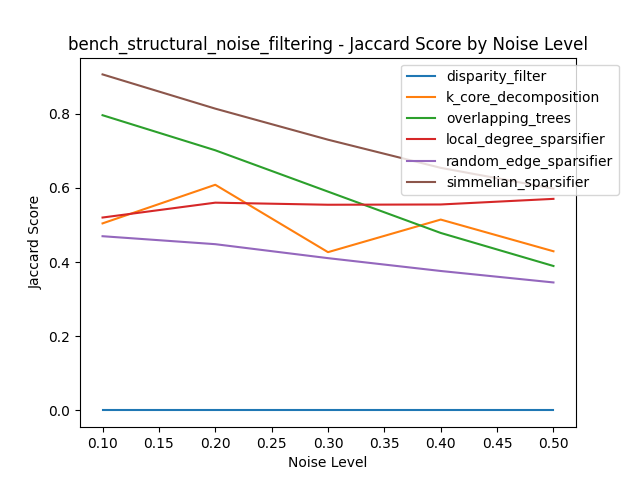 bench_structural_noise_filtering - Jaccard Score by Noise Level
disparity_filter
k_core_decomposition
overlapping_trees
local_degree_sparsifier
random_edge_sparsifier
simmelian_sparsifier
Jaccard Score
0.8
0.6
0.4
0.2
0.0
0.10 0.15 0.20 0.25 0.30 0.35 0.40 0.45 0.50
Noise Level